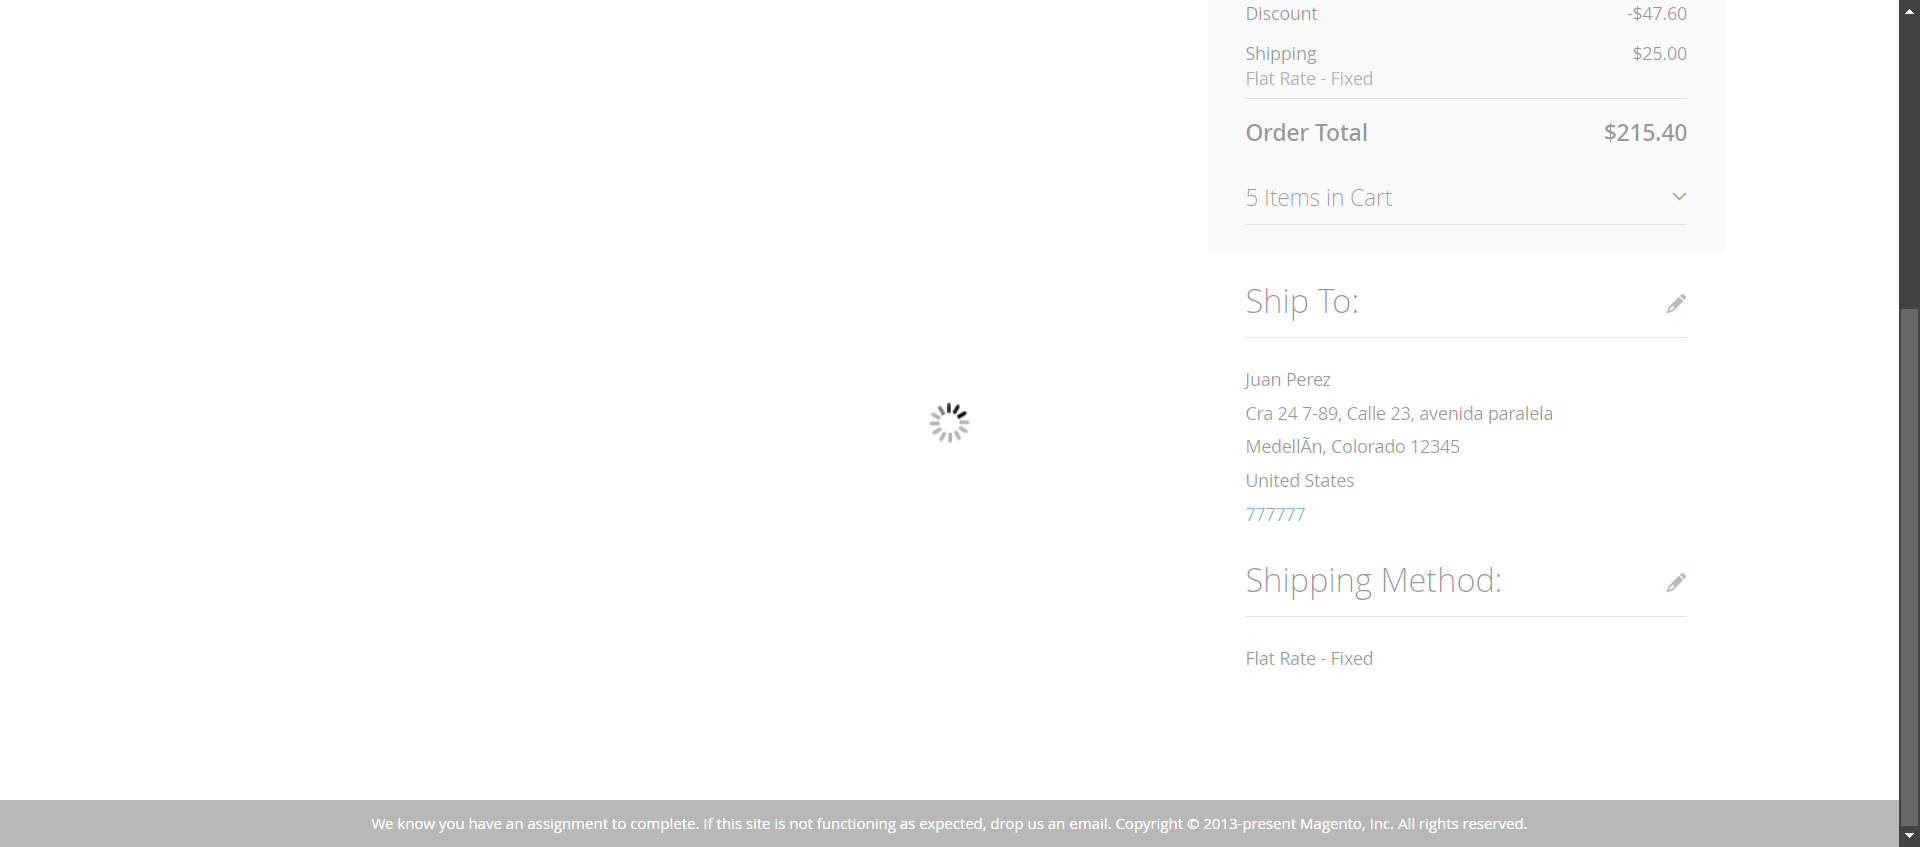 Discount -$47.60
Shipping $25.00
Flat Rate - Fixed
Order Total $215.40
5 Items in Cart
Ship To:
Juan Perez
Cra 24 7-89, Calle 23, avenida paralela
MedellÃn, Colorado 12345
United States
777777
Shipping Method:
Flat Rate - Fixed
We know you have an assignment to complete. If this site is not functioning as expected, drop us an email. Copyright © 2013-present Magento, Inc. All rights reserved.